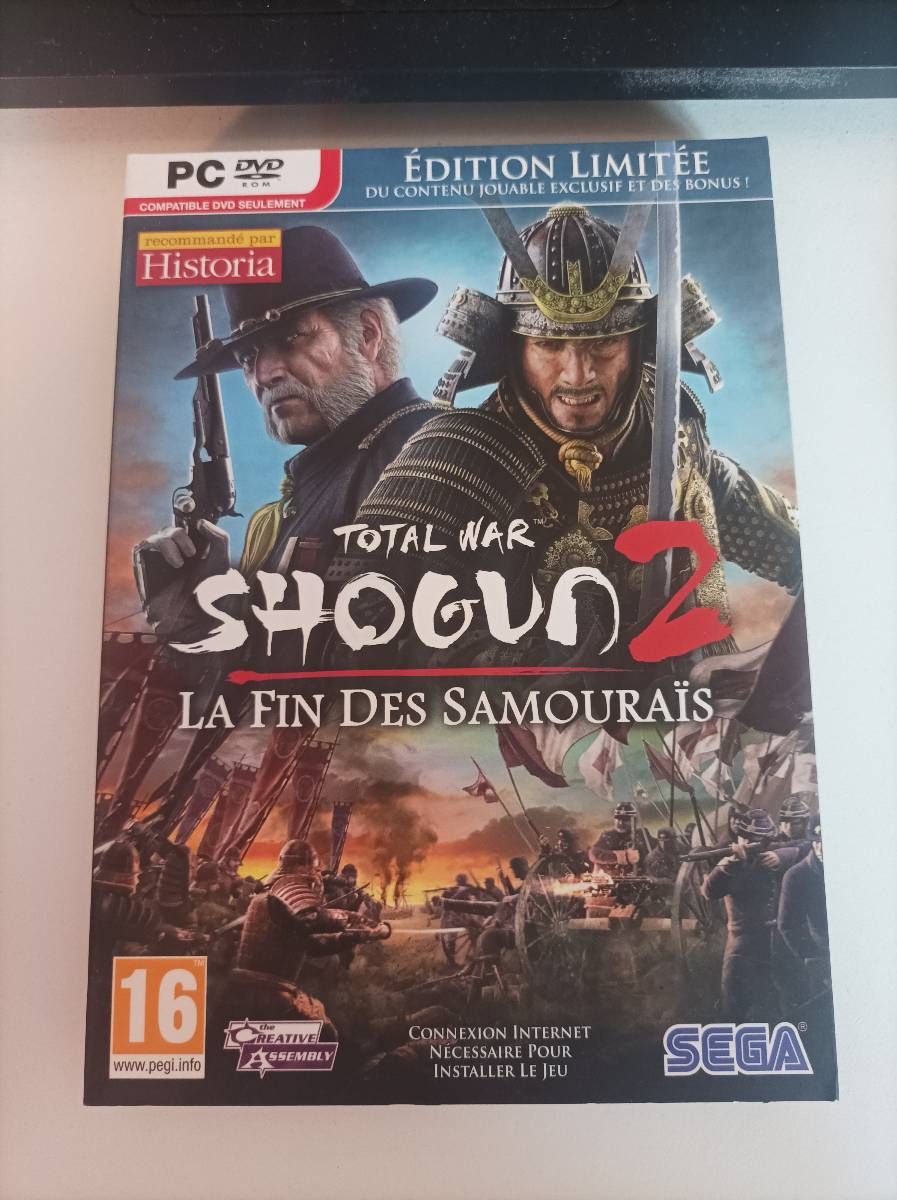 PC DVD
ROM
COMPATIBLE DVD SEULEMENT
ÉDITION LIMITÉE
DU CONTENU JOUABLE EXCLUSIF ET DES BONUS !
recommandé par
Historia
TOTAL WAR™
SHOGUN 2
LA FIN DES SAMOURAÏS
16™
www.pegi.info
the
CREATIVE
ASSEMBLY
CONNEXION INTERNET
NÉCESSAIRE POUR
INSTALLER LE JEU
SEGA®